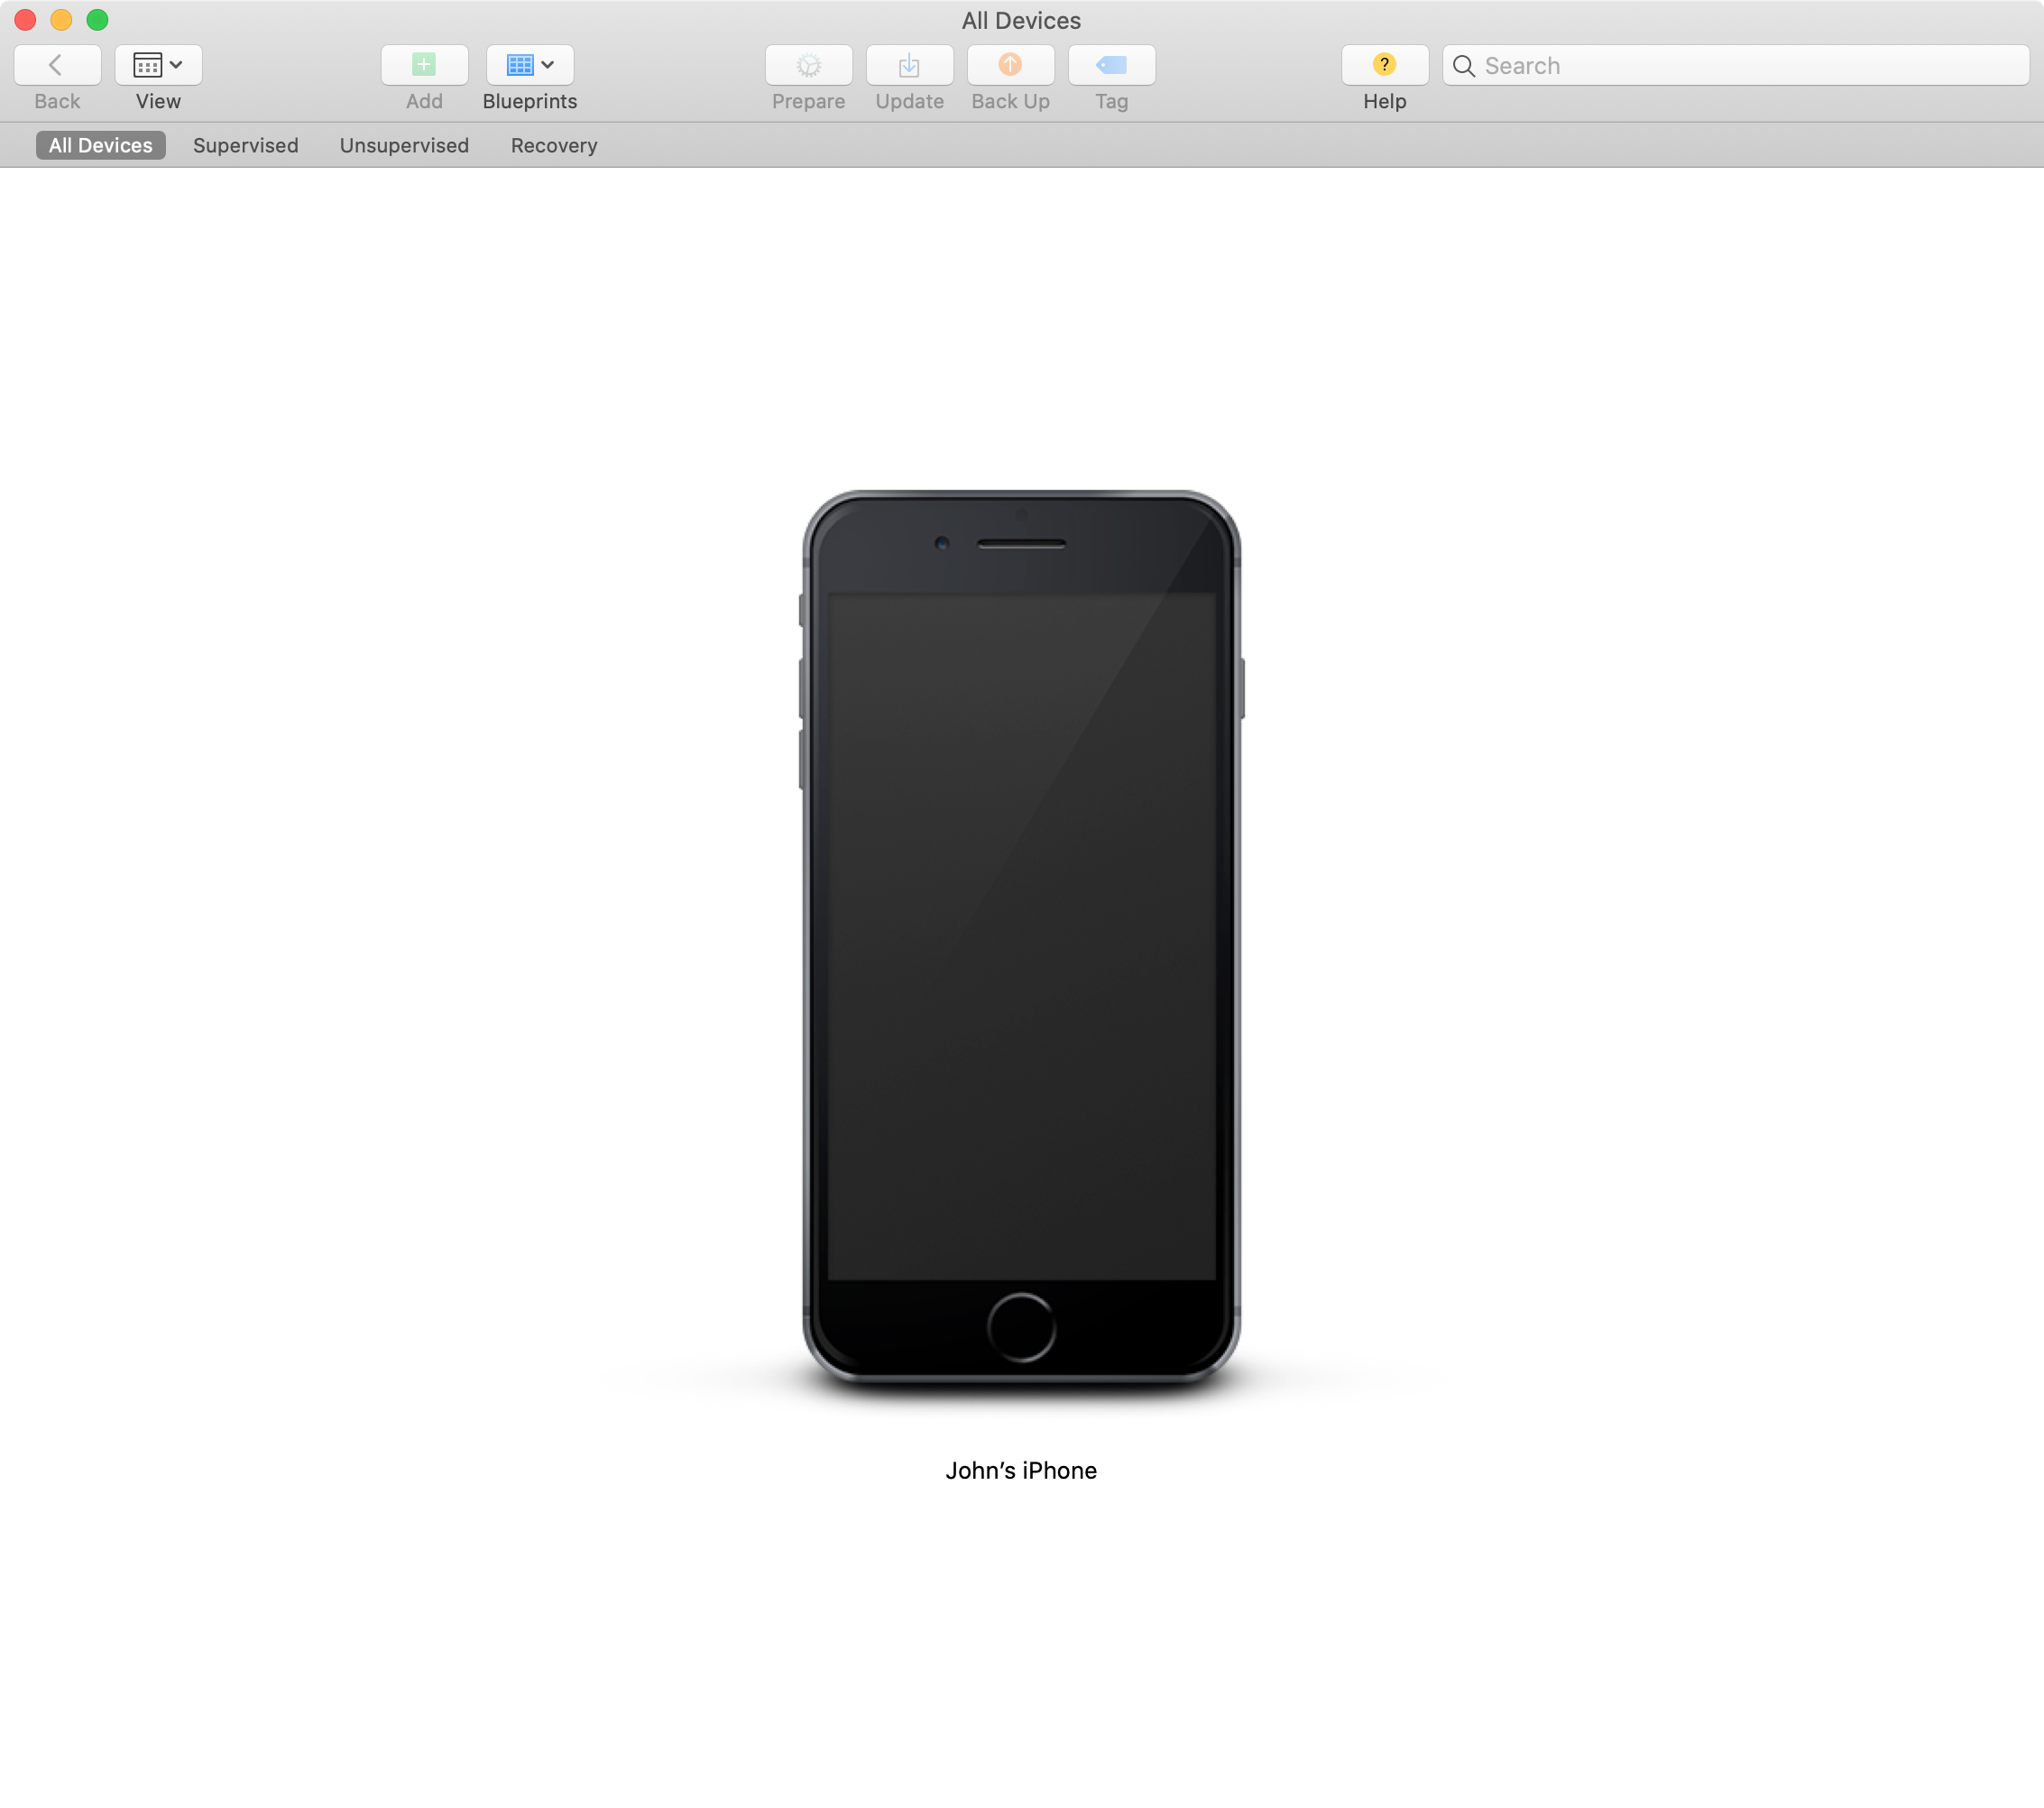 All Devices
Back
View
Add
Blueprints
Prepare
Update
Back Up
Tag
?
Help
Search
All Devices
Supervised
Unsupervised
Recovery
John’s iPhone